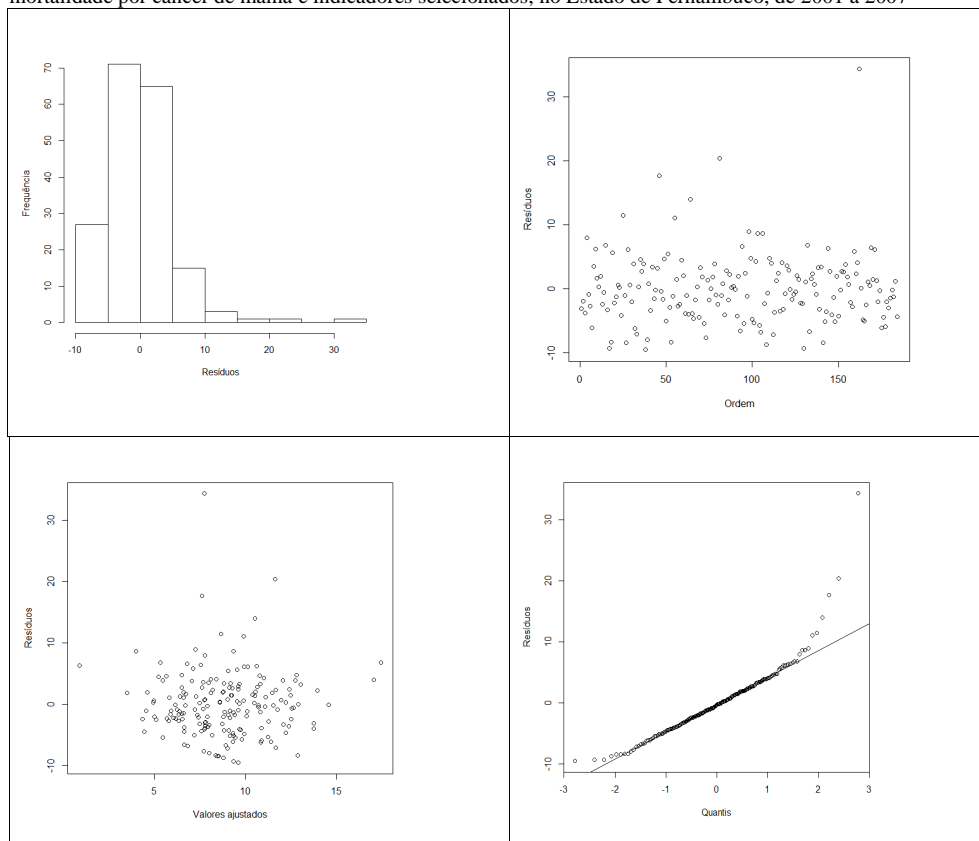 mortalidade por câncer de mama e indicadores selecionados, no Estado de Pernambuco, de 2001 a 2007
70
60
50
40
30
20
10
0
Frequência
-10 0 10 20 30
Resíduos
30
20
10
0
-10
Resíduos
0 50 100 150
Ordem
30
20
10
0
-10
Resíduos
5 10 15
Valores ajustados
30
20
10
0
-10
Resíduos
-3 -2 -1 0 1 2 3
Quantis